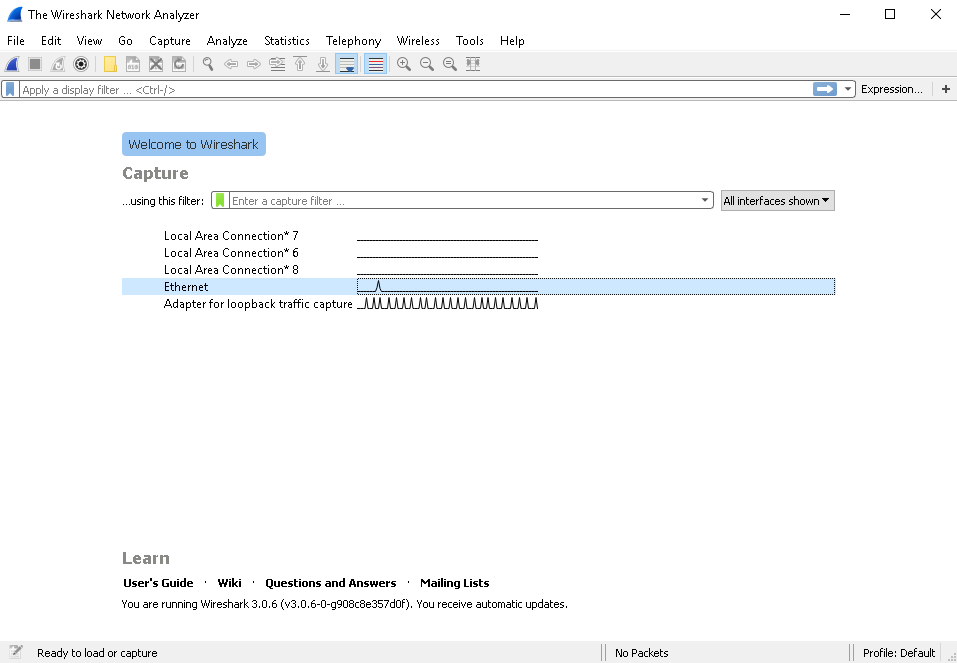 The Wireshark Network Analyzer
File Edit View Go Capture Analyze Statistics Telephony Wireless Tools Help
Apply a display filter ... <Ctrl-/> Expression... +
Welcome to Wireshark
Capture
...using this filter: Enter a capture filter ... All interfaces shown
Local Area Connection* 7
Local Area Connection* 6
Local Area Connection* 8
Ethernet
Adapter for loopback traffic capture
Learn
User's Guide · Wiki · Questions and Answers · Mailing Lists
You are running Wireshark 3.0.6 (v3.0.6-0-g908c8e357d0f). You receive automatic updates.
Ready to load or capture No Packets Profile: Default